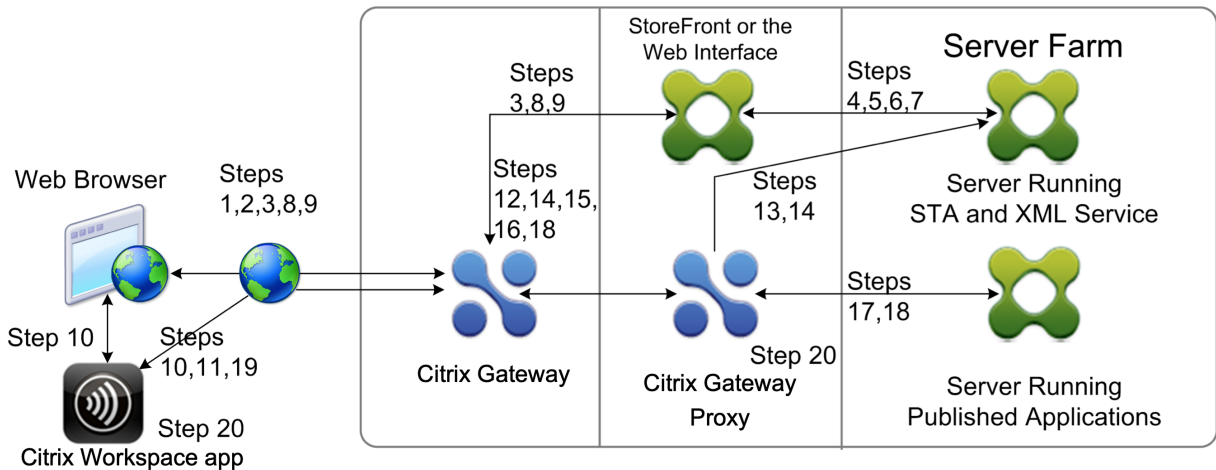 StoreFront or the
Web Interface
Server Farm
Steps
3,8,9
Steps
4,5,6,7
Web Browser
Steps
1,2,3,8,9
Steps
12,14,15,
16,18
Steps
13,14
Server Running
STA and XML Service
Steps
17,18
Step 10
Steps
10,11,19
Citrix Gateway
Step 20
Citrix Gateway
Proxy
Server Running
Published Applications
Step 20
Citrix Workspace app